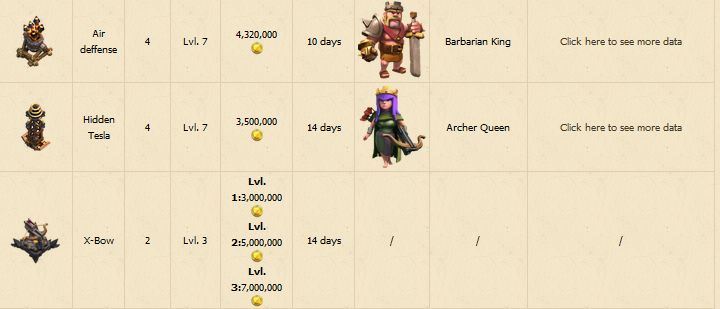 Air
deffense
4
Lvl. 7
4,320,000
10 days
Barbarian King
Click here to see more data
Hidden
Tesla
4
Lvl. 7
3,500,000
14 days
Archer Queen
Click here to see more data
X-Bow
2
Lvl. 3
Lvl.
1:3,000,000
Lvl.
2:5,000,000
Lvl.
3:7,000,000
14 days
/
/
/